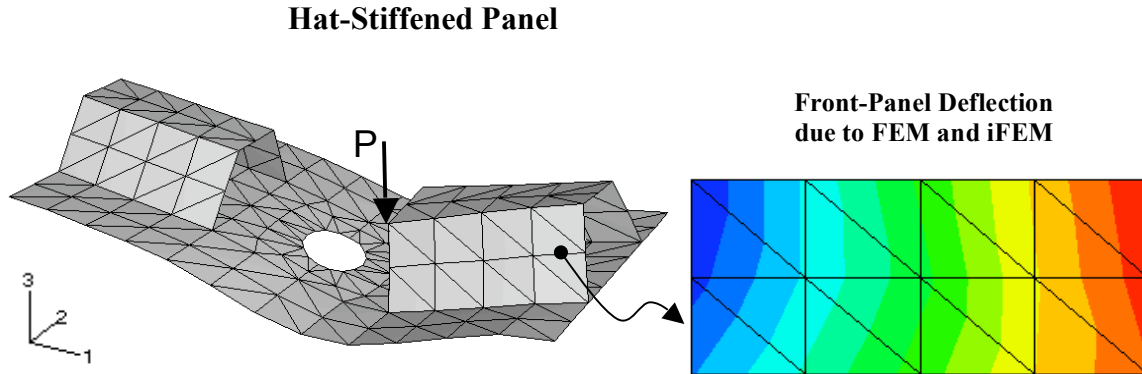 Hat-Stiffened Panel
P
Front-Panel Deflection
due to FEM and iFEM
3
2
1